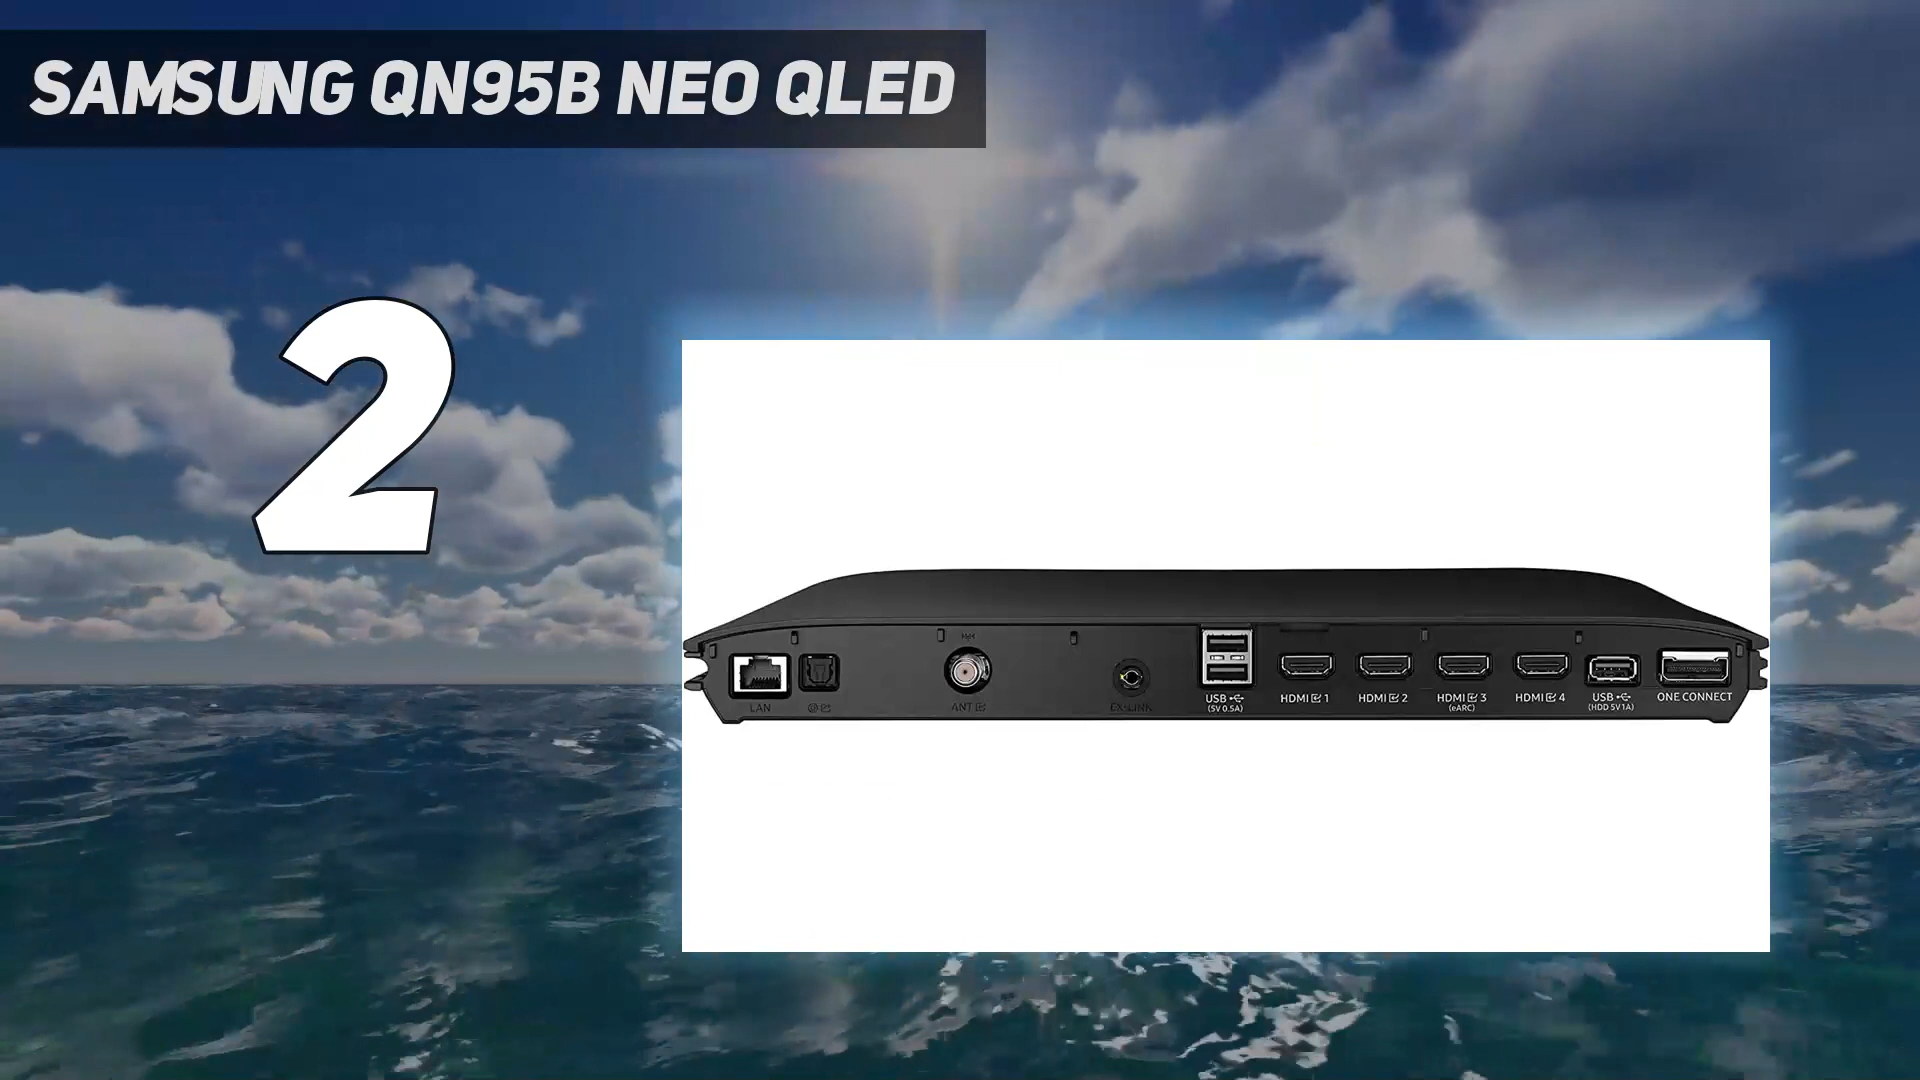 SAMSUNG QN95B NEO QLED
2
LAN
ANT
EX-LINK
USB
(5V 0.5A)
HDMI 1
HDMI 2
HDMI 3
(eARC)
HDMI 4
USB
(HDD 5V 1A)
ONE CONNECT